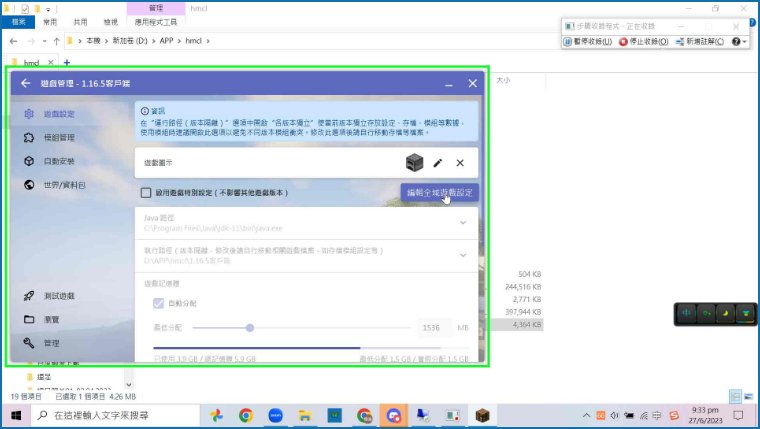 管理
hmcl
檔案
常用
共用
檢視
應用程式工具
步驟收錄程式 - 正在收錄
暫停收錄(U)
停止收錄(O)
新增註解(C)
本機 › 新加卷 (D:) › APP › hmcl ›
hmcl
大小
遊戲管理 - 1.16.5客戶端
遊戲設定
模組管理
自動安裝
世界/資料包
測試遊戲
瀏覽
管理
資訊
在“運行路徑(版本隔離)”選項中開啟“各版本獨立”使當前版本獨立存放設定、存檔、模組等數據，
使用模組時建議開啟此選項以避免不同版本模組衝突。修改此選項後請自行移動存檔等檔案。
遊戲圖示
啟用遊戲特別設定（不影響其他遊戲版本）
編輯全域遊戲設定
Java 路徑
C:\Program Files\Java\jdk-11\bin\java.exe
執行路徑（版本隔離，修改後請自行移動相關遊戲檔案，如存檔模組設定等）
D:\APP\hmcl\1.16.5客戶端
遊戲記憶體
自動分配
最低分配
1536
MB
已使用 3.9 GB / 總記憶體 5.9 GB
最低分配 1.5 GB / 實際分配 1.5 GB
504 KB
244,516 KB
2,771 KB
397,944 KB
4,364 KB
中
還是
19 個項目
已選取 1 個項目 4.26 MB
在這裡輸入文字來搜尋
中
9:33 pm
27/6/2023